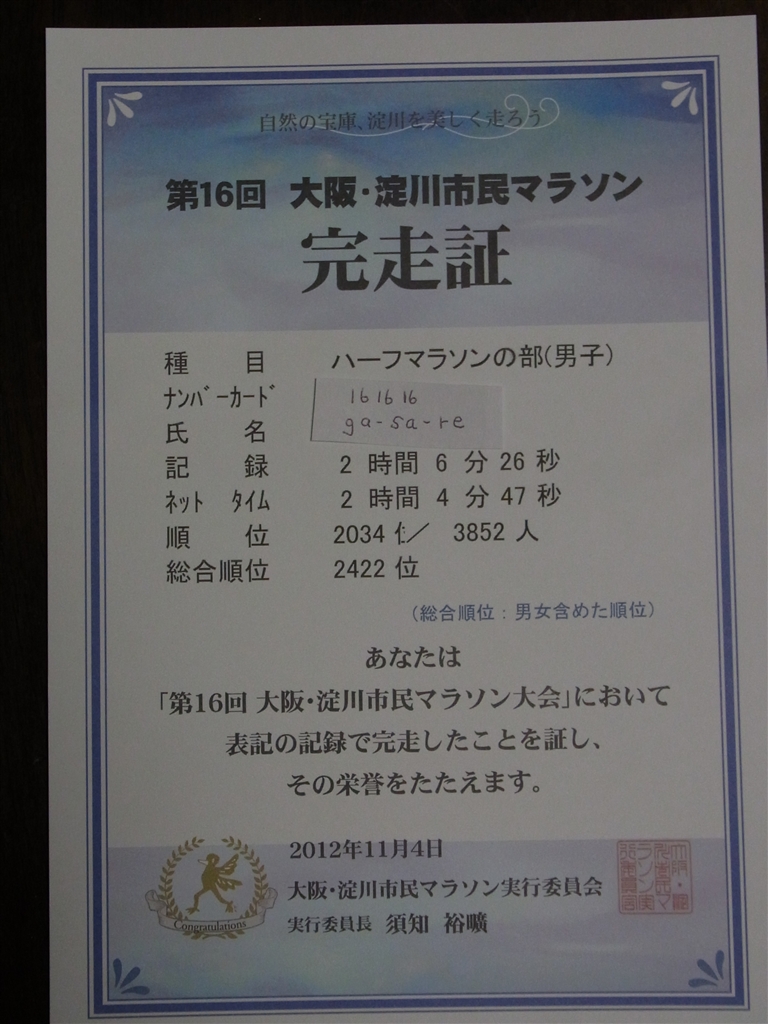 自然の宝庫、淀川を美しく走ろう
第16回 大阪・淀川市民マラソン
完走証
種 目 ハーフマラソンの部(男子)
ﾅﾝﾊﾞｰｶｰﾄﾞ 161616
氏 名 ga-sa-re
記 録 2 時間 6 分 26 秒
ﾈｯﾄ ﾀｲﾑ 2 時間 4 分 47 秒
順 位 2034 位／ 3852 人
総合順位 2422 位
(総合順位：男女含めた順位)
あなたは
「第16回 大阪・淀川市民マラソン大会」において
表記の記録で完走したことを証し、
その栄誉をたたえます。
2012年11月4日
大阪・淀川市民マラソン実行委員会
実行委員長 須知 裕曠
Congratulations